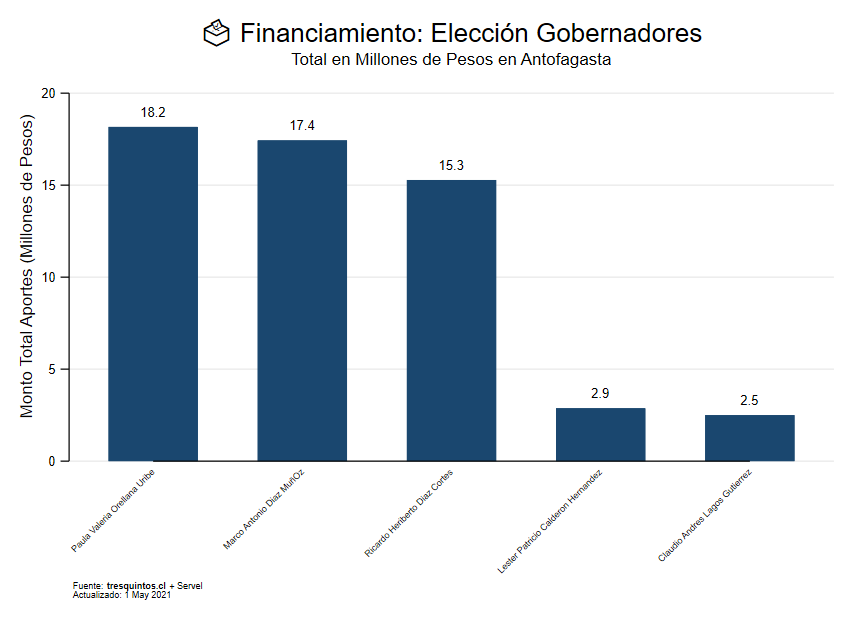 Financiamiento: Elección Gobernadores
Total en Millones de Pesos en Antofagasta
Monto Total Aportes (Millones de Pesos)
20
15
10
5
0
18.2
17.4
15.3
2.9
2.5
Paula Valeria Orellana Uribe
Marco Antonio Diaz MuñOz
Ricardo Heriberto Diaz Cortes
Lester Patricio Calderon Hernandez
Claudio Andres Lagos Gutierrez
Fuente: tresquintos.cl + Servel
Actualizado: 1 May 2021